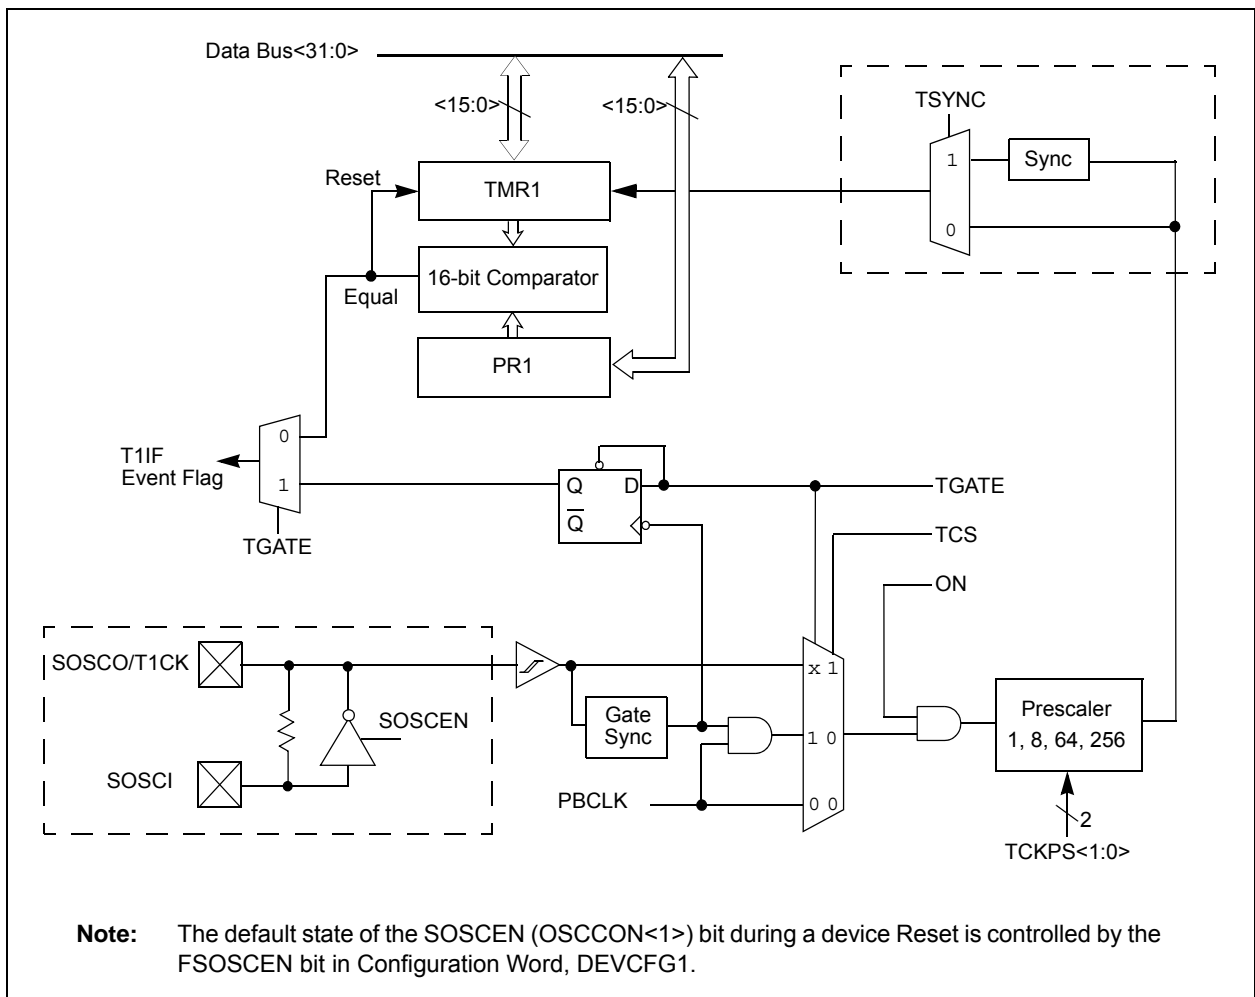 Data Bus<31:0>
<15:0>
<15:0>
TSYNC
1
Sync
0
Reset
TMR1
16-bit Comparator
Equal
PR1
0
T1IF
Event Flag
1
TGATE
Q
D
Q
TGATE
TCS
ON
SOSCO/T1CK
SOSCEN
SOSCI
Gate
Sync
x 1
1 0
0 0
PBCLK
Prescaler
1, 8, 64, 256
2
TCKPS<1:0>
Note: The default state of the SOSCEN (OSCCON<1>) bit during a device Reset is controlled by the
FSOSCEN bit in Configuration Word, DEVCFG1.